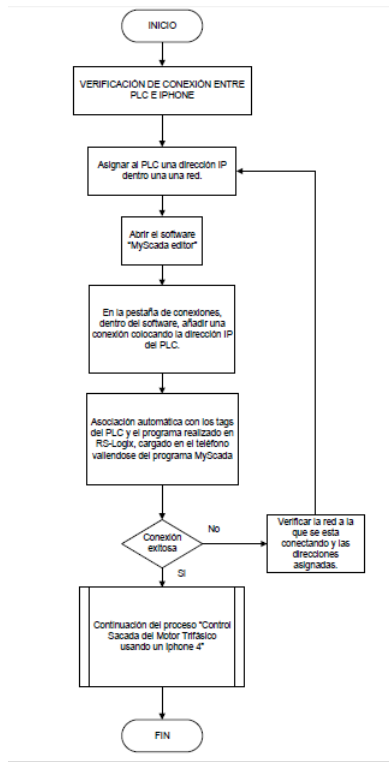 INICIO
VERIFICACIÓN DE CONEXIÓN ENTRE
PLC E IPHONE
Asignar al PLC una dirección IP
dentro una una red.
Abrir el software
“MyScada editor”
En la pestaña de conexiones,
dentro del software, añadir una
conexión colocando la dirección IP
del PLC.
Asociación automática con los tags
del PLC y el programa realizado en
RS-Logix, cargado en el teléfono
valiendose del programa MyScada
Conexión
exitosa
No
Verificar la red a la
que se esta
conectando y las
direcciones
asignadas.
SI
Continuación del proceso “Control
Sacada del Motor Trifásico
usando un Iphone 4”
FIN